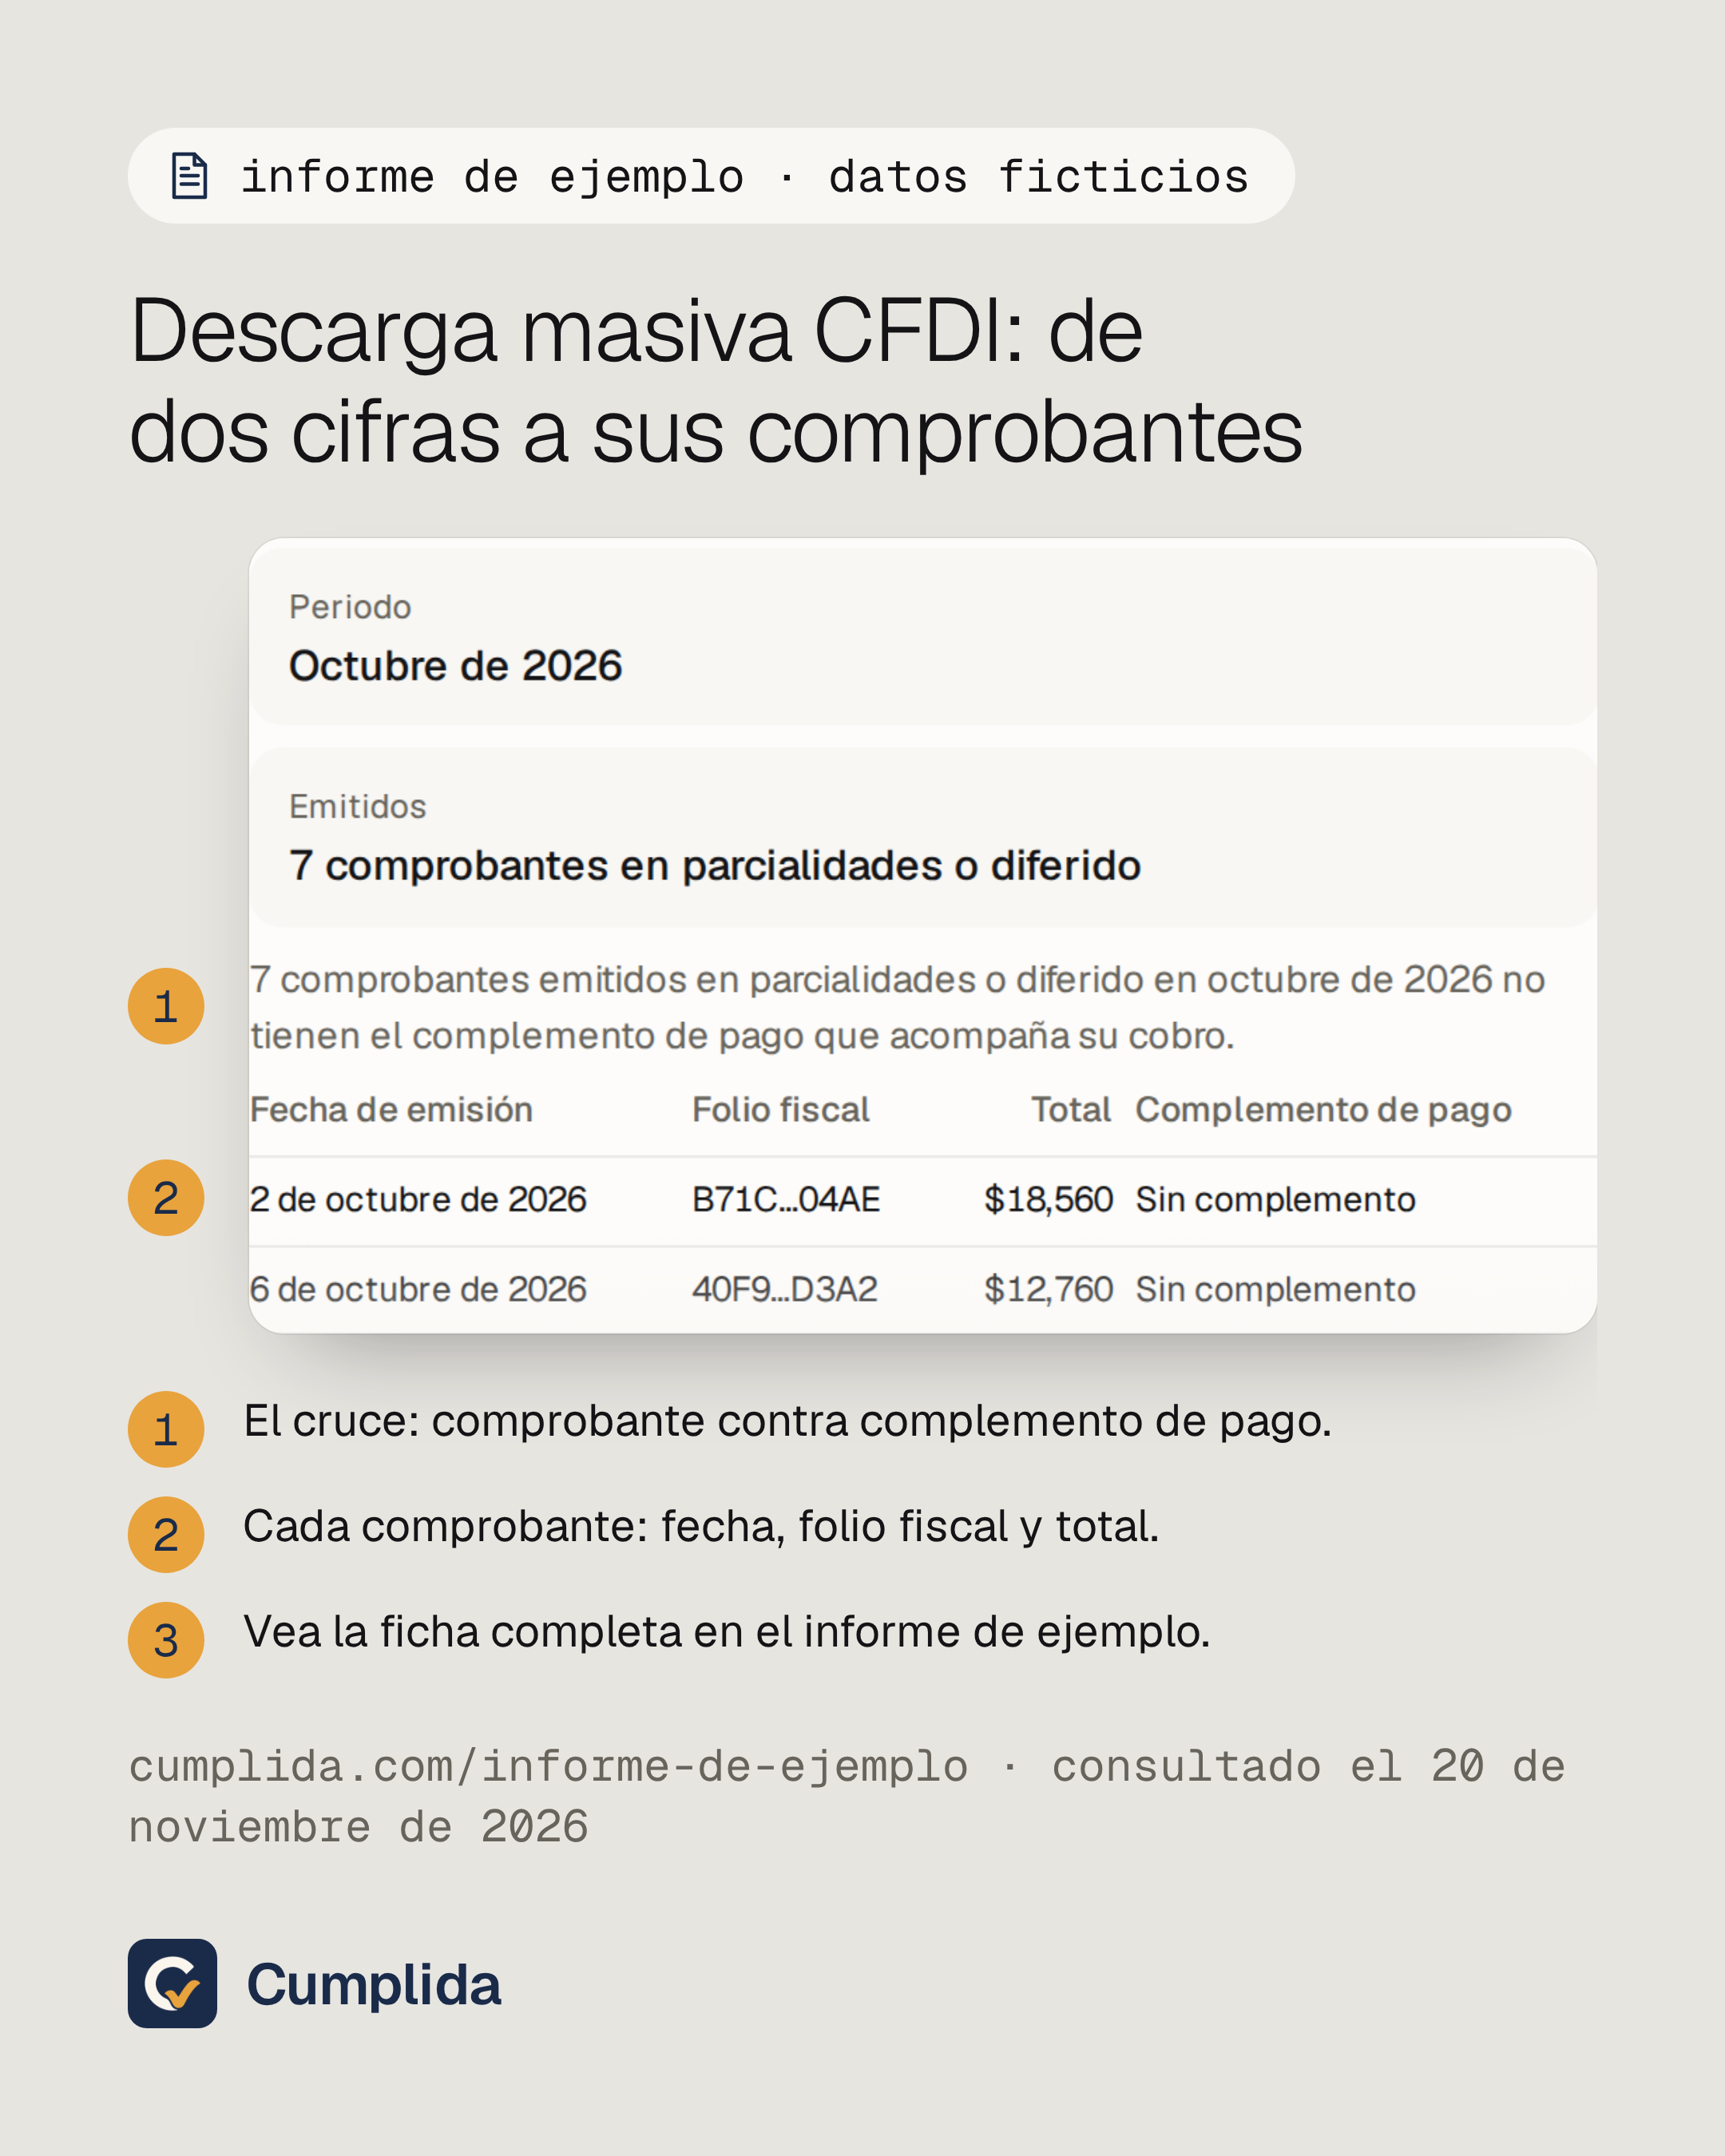 informe de ejemplo · datos ficticios
Descarga masiva CFDI: de
dos cifras a sus comprobantes
Periodo
Octubre de 2026
Emitidos
7 comprobantes en parcialidades o diferido
1
7 comprobantes emitidos en parcialidades o diferido en octubre de 2026 no
tienen el complemento de pago que acompaña su cobro.
Fecha de emisión Folio fiscal Total Complemento de pago
2
2 de octubre de 2026 B71C...04AE $18,560 Sin complemento
6 de octubre de 2026 40F9...D3A2 $12,760 Sin complemento
1 El cruce: comprobante contra complemento de pago.
2 Cada comprobante: fecha, folio fiscal y total.
3 Vea la ficha completa en el informe de ejemplo.
cumplida.com/informe-de-ejemplo · consultado el 20 de
noviembre de 2026
Cumplida